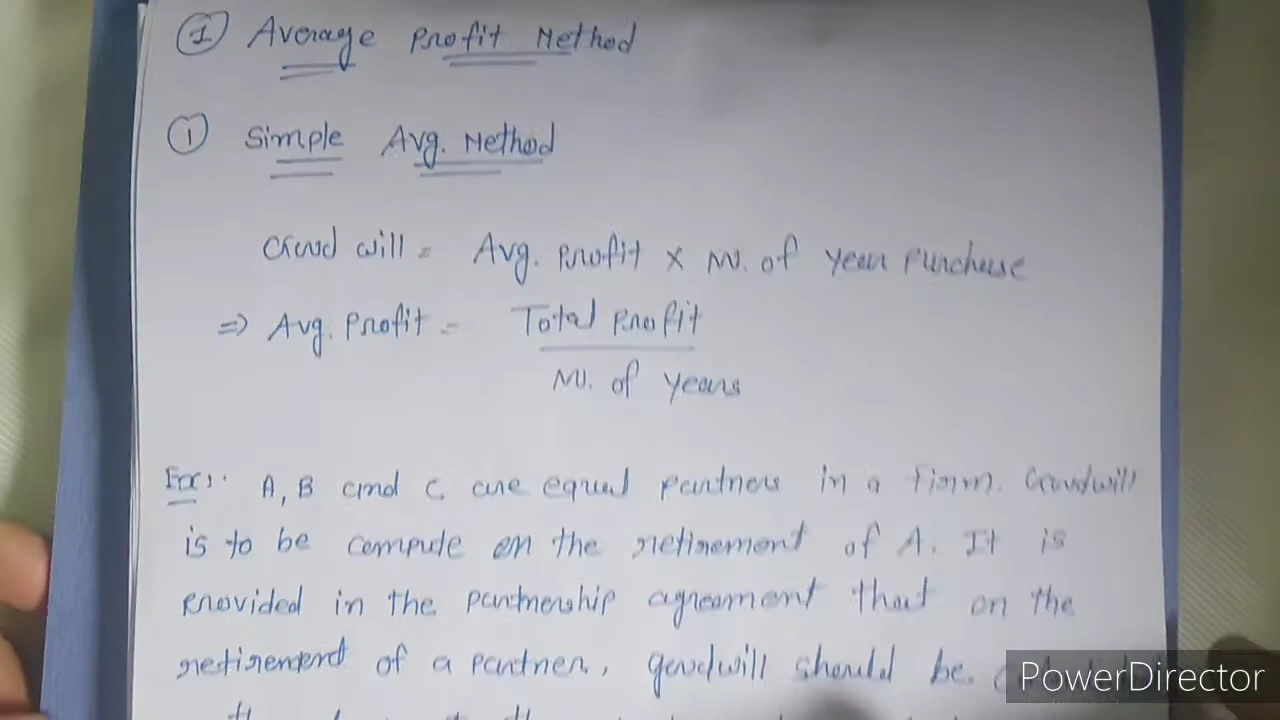 ① Average Profit Method
① Simple Avg. Method
Good will = Avg. Profit × No. of year Purchase
⇒ Avg. Profit = Total Profit
No. of years
Ex:· A, B and C are equal partners in a Firm. Goodwill
is to be compute on the retirement of A. It is
Provided in the partnership agreement that on the
retirement of a partner, goodwill should be
PowerDirector